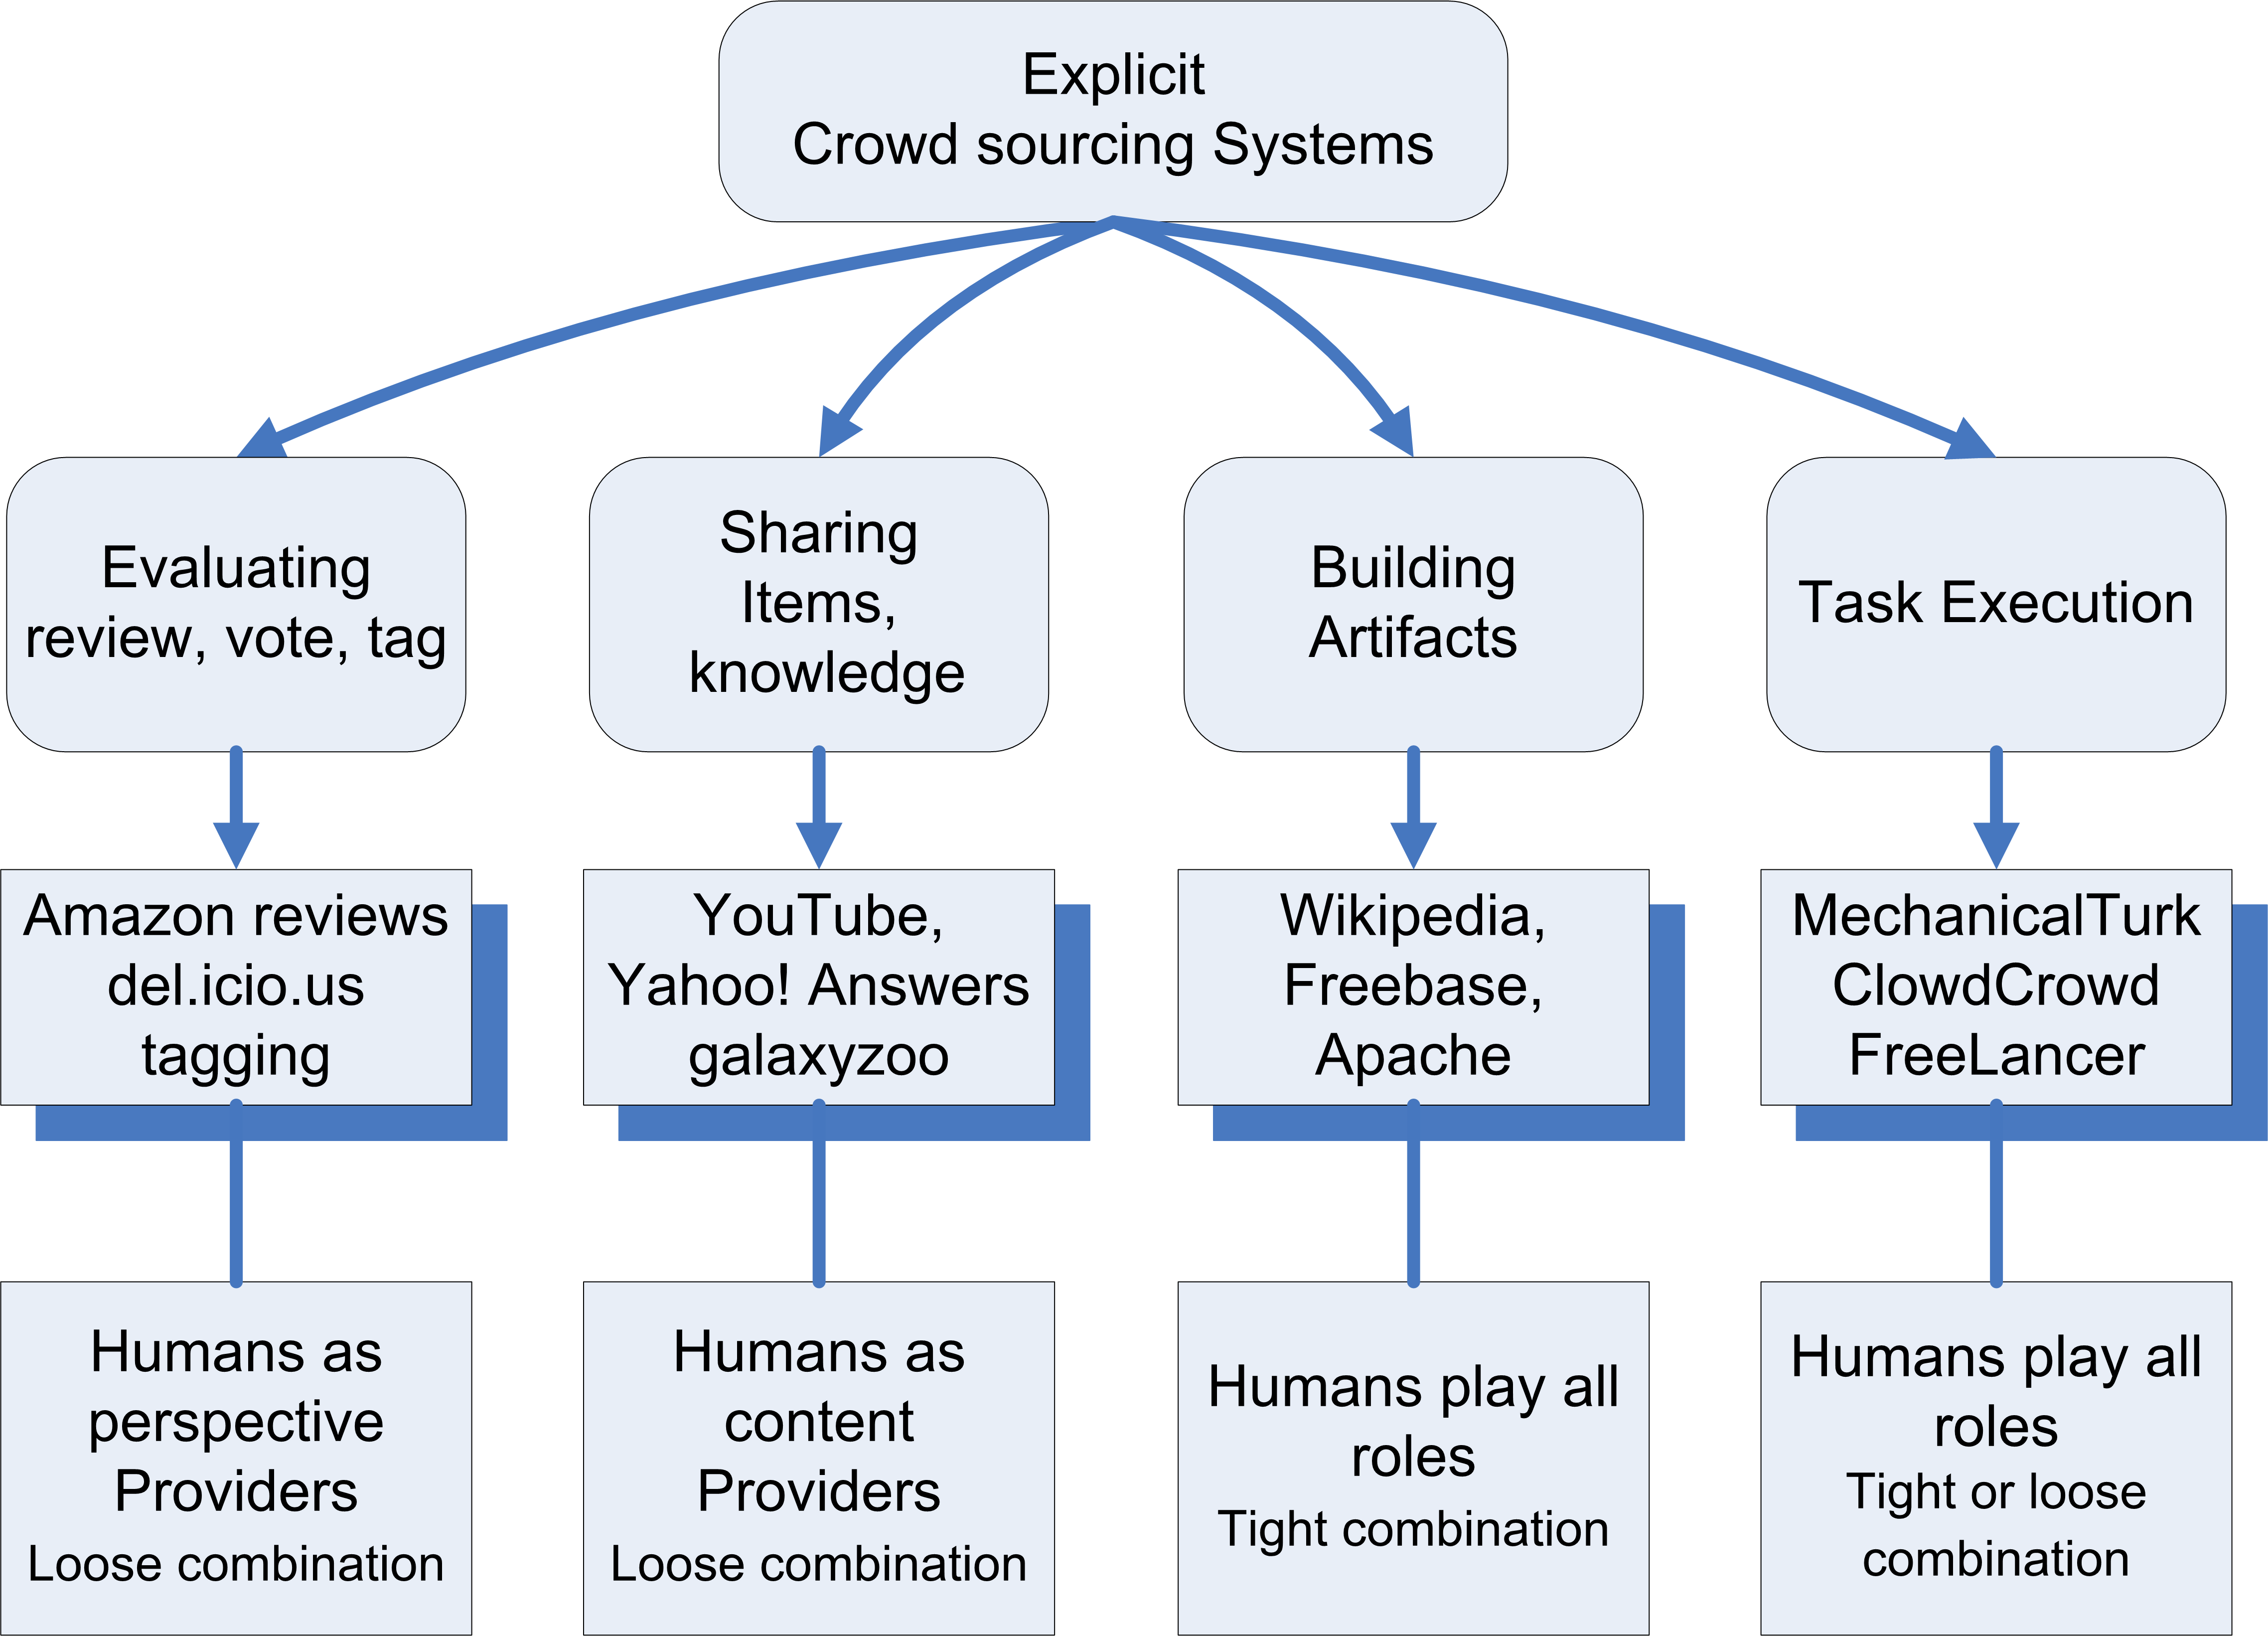 Explicit
Crowd sourcing Systems
Evaluating
review, vote, tag
Sharing
Items,
knowledge
Building
Artifacts
Task Execution
Amazon reviews
del.icio.us
tagging
YouTube,
Yahoo! Answers
galaxyzoo
Wikipedia,
Freebase,
Apache
MechanicalTurk
ClowdCrowd
FreeLancer
Humans as
perspective
Providers
Loose combination
Humans as
content
Providers
Loose combination
Humans play all
roles
Tight combination
Humans play all
roles
Tight or loose
combination